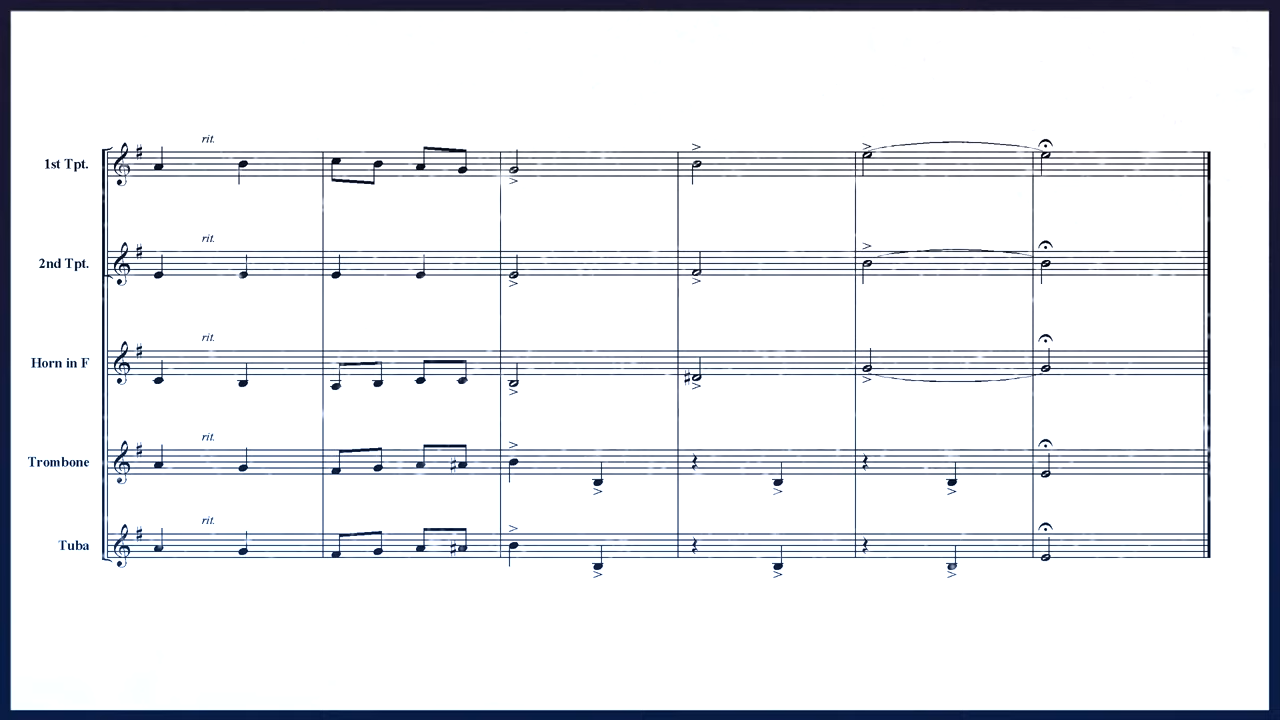 rit.
1st Tpt.
rit.
2nd Tpt.
rit.
Horn in F
rit.
Trombone
rit.
Tuba